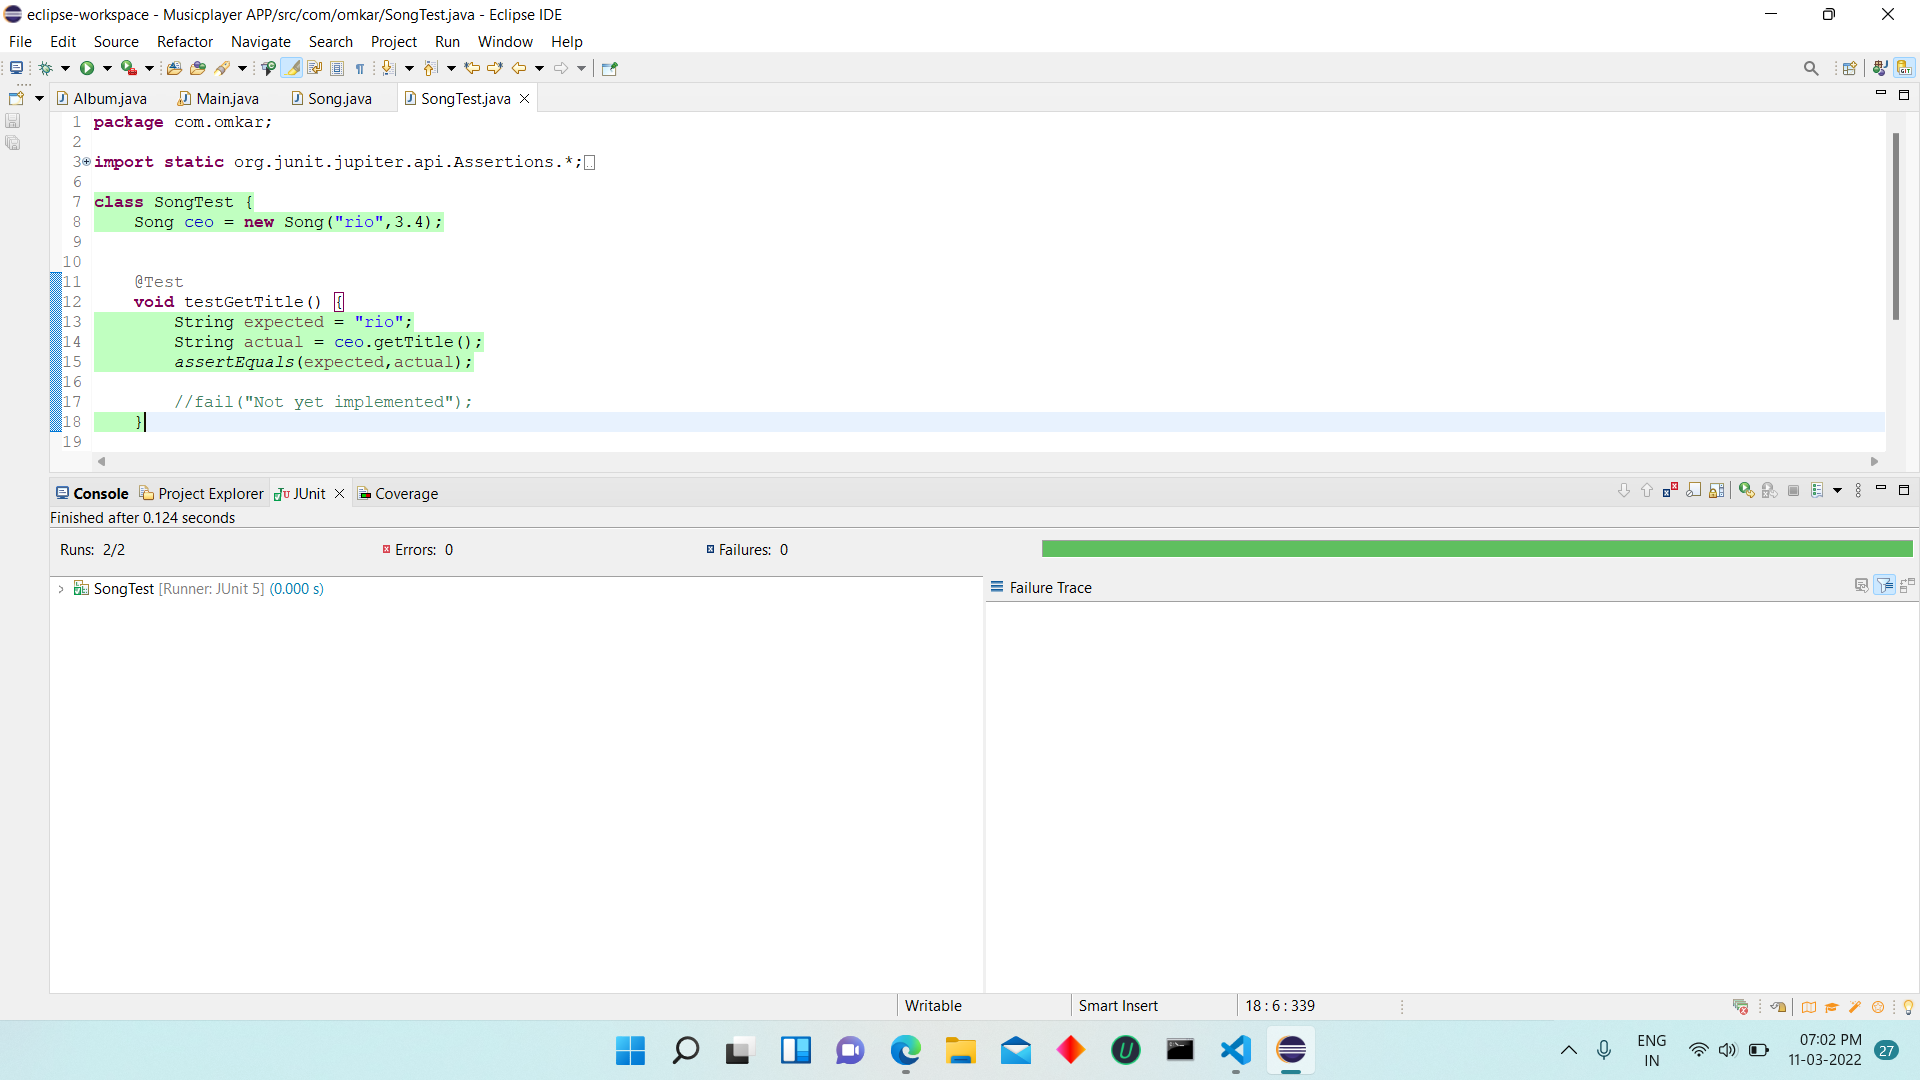 eclipse-workspace - Musicplayer APP/src/com/omkar/SongTest.java - Eclipse IDE
File Edit Source Refactor Navigate Search Project Run Window Help
Album.java Main.java Song.java SongTest.java
1 package com.omkar;
2
3 import static org.junit.jupiter.api.Assertions.*;
6
7 class SongTest {
8 Song ceo = new Song("rio",3.4);
9
10
11 @Test
12 void testGetTitle() {
13 String expected = "rio";
14 String actual = ceo.getTitle();
15 assertEquals(expected,actual);
16
17 //fail("Not yet implemented");
18 }
19
Console Project Explorer JUnit Coverage
Finished after 0.124 seconds
Runs: 2/2 Errors: 0 Failures: 0
SongTest [Runner: JUnit 5] (0.000 s)
Failure Trace
Writable Smart Insert 18 : 6 : 339
ENG
IN
07:02 PM
11-03-2022
27